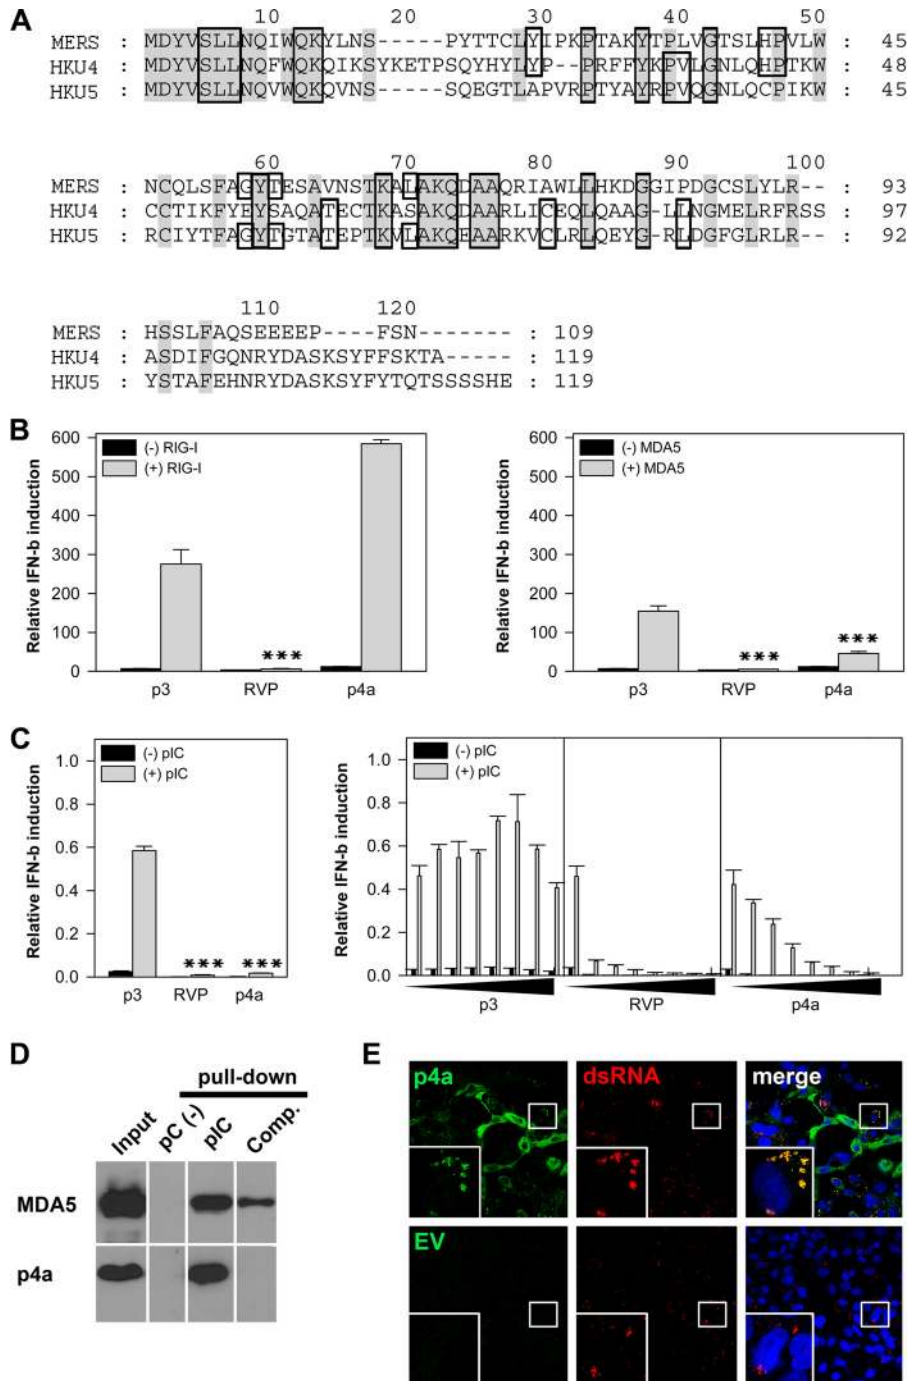 A
10 20 30 40 50
MERS : MDYVSLLNQIWQKYLNS-----PYTTCLYIPKPTAKYTPLVGTSLHPVLW : 45
HKU4 : MDYVSLLNQFWQKQIKSYKETPSQYHYLYP--PRFFYKPVLGNLQHPTKW : 48
HKU5 : MDYVSLLNQVWQKQVNS-----SQEGTLAPVRPTYAYRPVQGNLQCPIKW : 45
60 70 80 90 100
MERS : NCQLSFAGYTESAVNSTKALAKQDAAQRIAWLLHKDGGIPDGCSLYLR-- : 93
HKU4 : CCTIKFYEYSAQATECTKASAKQDAARLICEQLQAAG-LLNGMELRFRSS : 97
HKU5 : RCIYTFAGYTGTATEPTKVLAKQEAARKVCLRLQEYG-RLDGFGLRLR-- : 92
110 120
MERS : HSSLFAQSEEEEP----FSN------- : 109
HKU4 : ASDIFGQNRYDASKSYFFSKTA----- : 119
HKU5 : YSTAFEHNRYDASKSYFYTQTSSSSHE : 119
B
Relative IFN-b induction
600
500
400
300
200
100
0
(-) RIG-I
(+) RIG-I
***
p3 RVP p4a
Relative IFN-b induction
600
500
400
300
200
100
0
(-) MDA5
(+) MDA5
***
***
p3 RVP p4a
C
Relative IFN-b induction
1.0
0.8
0.6
0.4
0.2
0.0
(-) pIC
(+) pIC
*** ***
p3 RVP p4a
Relative IFN-b induction
1.0
0.8
0.6
0.4
0.2
0.0
(-) pIC
(+) pIC
p3 RVP p4a
D
pull-down
Input pC (-) pIC Comp.
MDA5
p4a
E
p4a dsRNA merge
EV